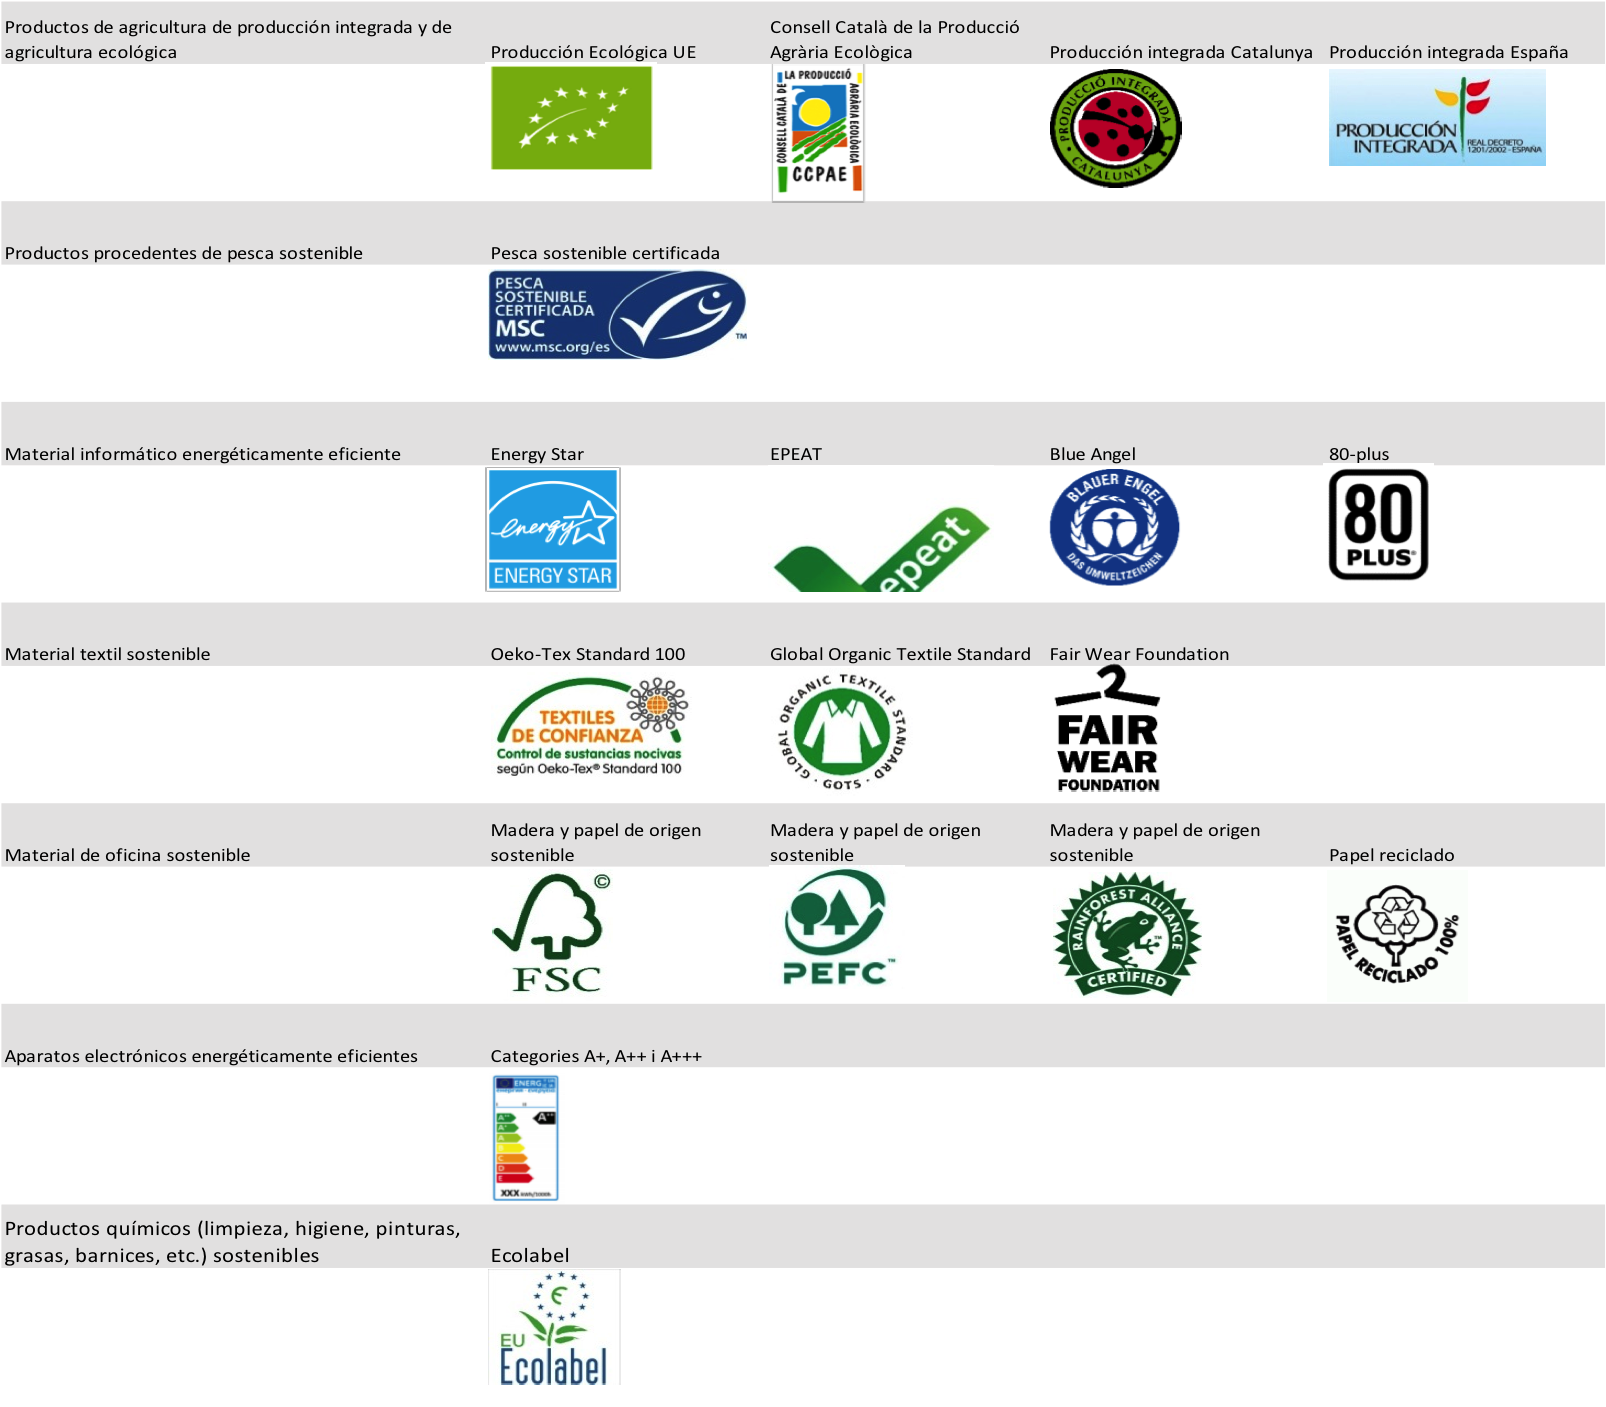 Productos de agricultura de producción integrada y de
agricultura ecológica
Producción Ecológica UE
Consell Català de la Producció
Agrària Ecològica
Producción integrada Catalunya
Producción integrada España
CONSELL CATALÀ DE
LA PRODUCCIÓ
AGRÀRIA ECOLÒGICA
CCPAE
PRODUCCIÓ INTEGRADA
• CATALUNYA •
PRODUCCIÓN
INTEGRADA
REAL DECRETO
1201/2002 - ESPAÑA
Productos procedentes de pesca sostenible
Pesca sostenible certificada
PESCA
SOSTENIBLE
CERTIFICADA
MSC
www.msc.org/es
TM
Material informático energéticamente eficiente
Energy Star
EPEAT
Blue Angel
80-plus
energy
ENERGY STAR
epeat
BLAUER ENGEL
DAS UMWELTZEICHEN
80
PLUS®
Material textil sostenible
Oeko-Tex Standard 100
Global Organic Textile Standard
Fair Wear Foundation
TEXTILES
DE CONFIANZA
Control de sustancias nocivas
según Oeko-Tex® Standard 100
GLOBAL ORGANIC TEXTILE STANDARD
· GOTS ·
FAIR
WEAR
FOUNDATION
Material de oficina sostenible
Madera y papel de origen
sostenible
Madera y papel de origen
sostenible
Madera y papel de origen
sostenible
Papel reciclado
©
FSC
PEFC™
RAINFOREST ALLIANCE
TM
CERTIFIED
PAPEL RECICLADO 100%
Aparatos electrónicos energéticamente eficientes
Categories A+, A++ i A+++
ENERG
A++
A++
A+
A
B
C
D
E
XXX kWh/1000h
Productos químicos (limpieza, higiene, pinturas,
grasas, barnices, etc.) sostenibles
Ecolabel
EU
Ecolabel